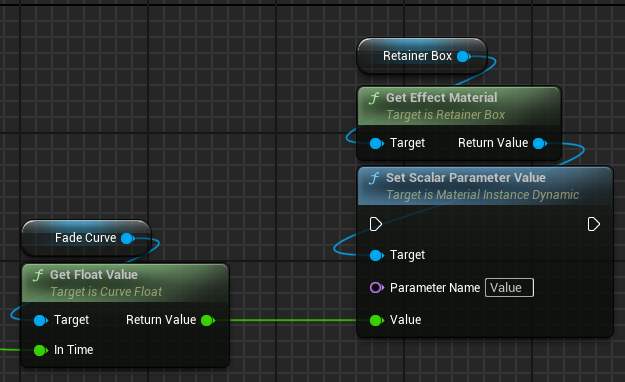 Retainer Box
f Get Effect Material
Target is Retainer Box
Target Return Value
f Set Scalar Parameter Value
Target is Material Instance Dynamic
Target
Parameter Name Value
Value
Fade Curve
f Get Float Value
Target is Curve Float
Target Return Value
In Time